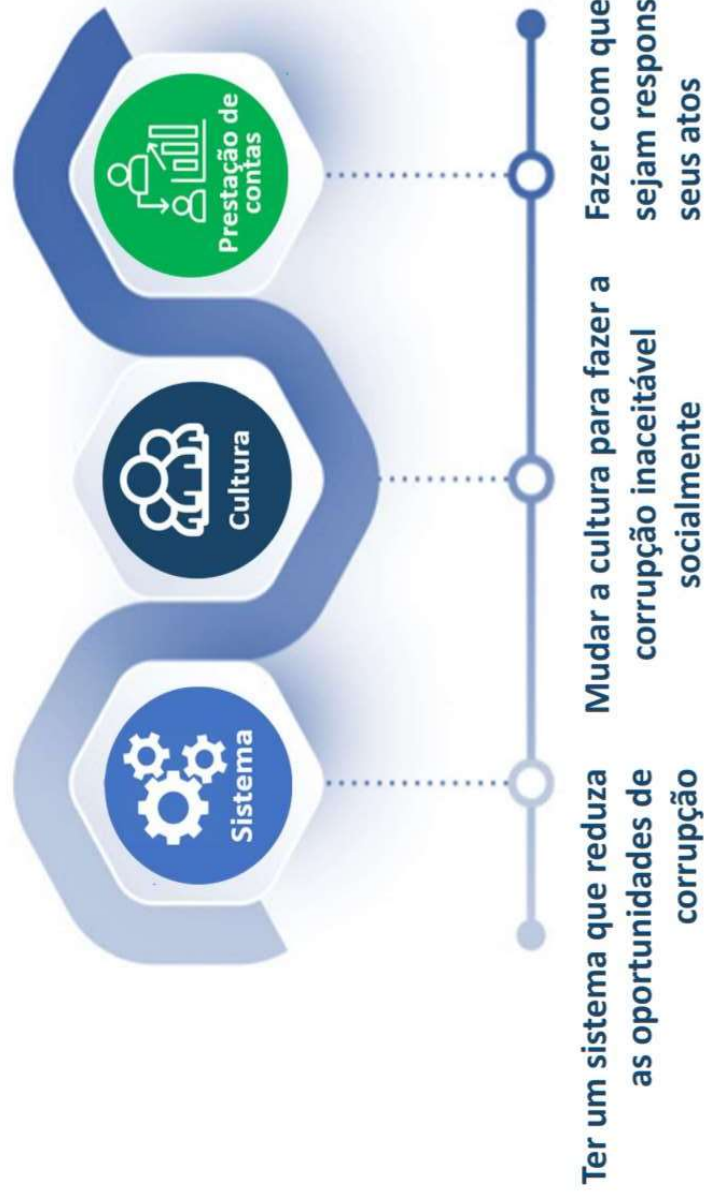 Sistema
Cultura
Prestação de
contas
Ter um sistema que reduza
as oportunidades de
corrupção
Mudar a cultura para fazer a
corrupção inaceitável
socialmente
Fazer com que
sejam respons
seus atos